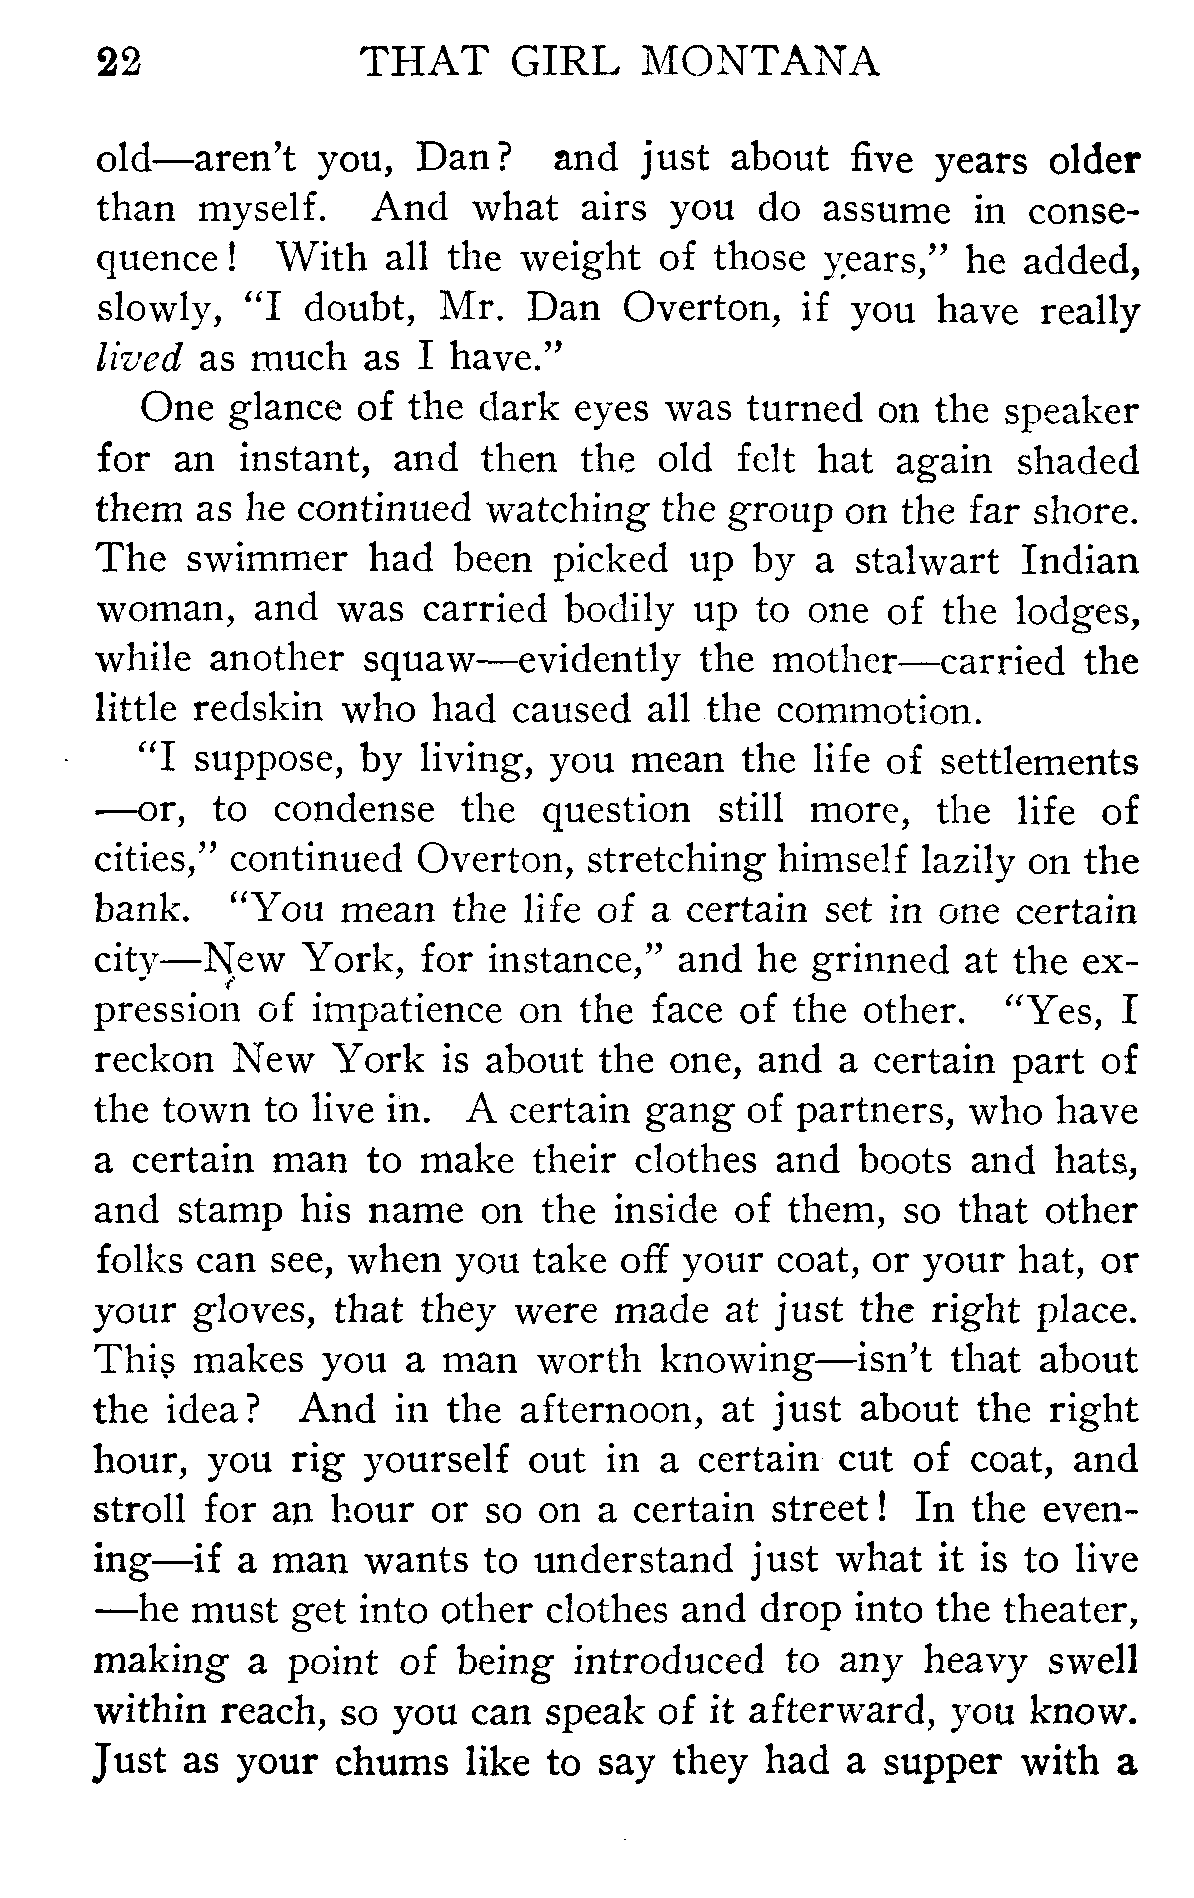 22 THAT GIRL MONTANA
old—aren't you, Dan? and just about five years older
than myself. And what airs you do assume in conse-
quence! With all the weight of those years,” he added,
slowly, “I doubt, Mr. Dan Overton, if you have really
lived as much as I have.”
One glance of the dark eyes was turned on the speaker
for an instant, and then the old felt hat again shaded
them as he continued watching the group on the far shore.
The swimmer had been picked up by a stalwart Indian
woman, and was carried bodily up to one of the lodges,
while another squaw—evidently the mother—carried the
little redskin who had caused all the commotion.
“I suppose, by living, you mean the life of settlements
—or, to condense the question still more, the life of
cities,” continued Overton, stretching himself lazily on the
bank. “You mean the life of a certain set in one certain
city—New York, for instance,” and he grinned at the ex-
pression of impatience on the face of the other. “Yes, I
reckon New York is about the one, and a certain part of
the town to live in. A certain gang of partners, who have
a certain man to make their clothes and boots and hats,
and stamp his name on the inside of them, so that other
folks can see, when you take off your coat, or your hat, or
your gloves, that they were made at just the right place.
This makes you a man worth knowing—isn't that about
the idea? And in the afternoon, at just about the right
hour, you rig yourself out in a certain cut of coat, and
stroll for an hour or so on a certain street! In the even-
ing—if a man wants to understand just what it is to live
—he must get into other clothes and drop into the theater,
making a point of being introduced to any heavy swell
within reach, so you can speak of it afterward, you know.
Just as your chums like to say they had a supper with a